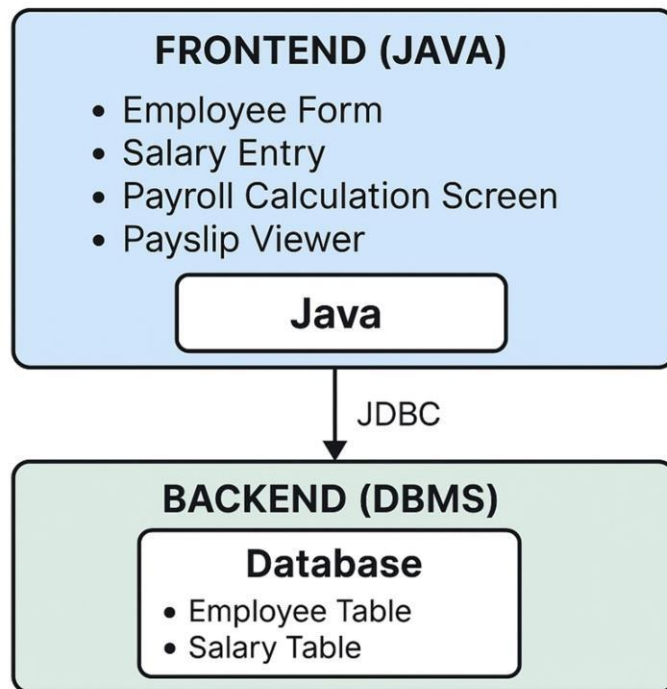 FRONTEND (JAVA)
• Employee Form
• Salary Entry
• Payroll Calculation Screen
• Payslip Viewer
Java
JDBC
BACKEND (DBMS)
Database
• Employee Table
• Salary Table